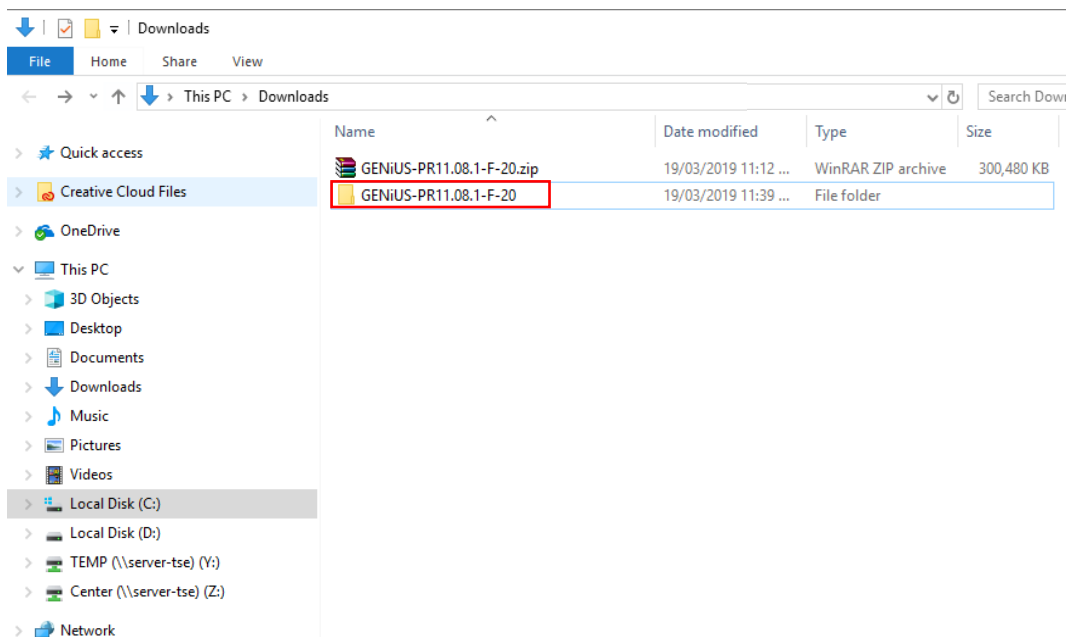 Downloads
File Home Share View
This PC > Downloads
Search Dow
Name Date modified Type Size
GENiUS-PR11.08.1-F-20.zip 19/03/2019 11:12 ... WinRAR ZIP archive 300,480 KB
GENiUS-PR11.08.1-F-20 19/03/2019 11:39 ... File folder
Quick access
Creative Cloud Files
OneDrive
This PC
3D Objects
Desktop
Documents
Downloads
Music
Pictures
Videos
Local Disk (C:)
Local Disk (D:)
TEMP (\\server-tse) (Y:)
Center (\\server-tse) (Z:)
Network